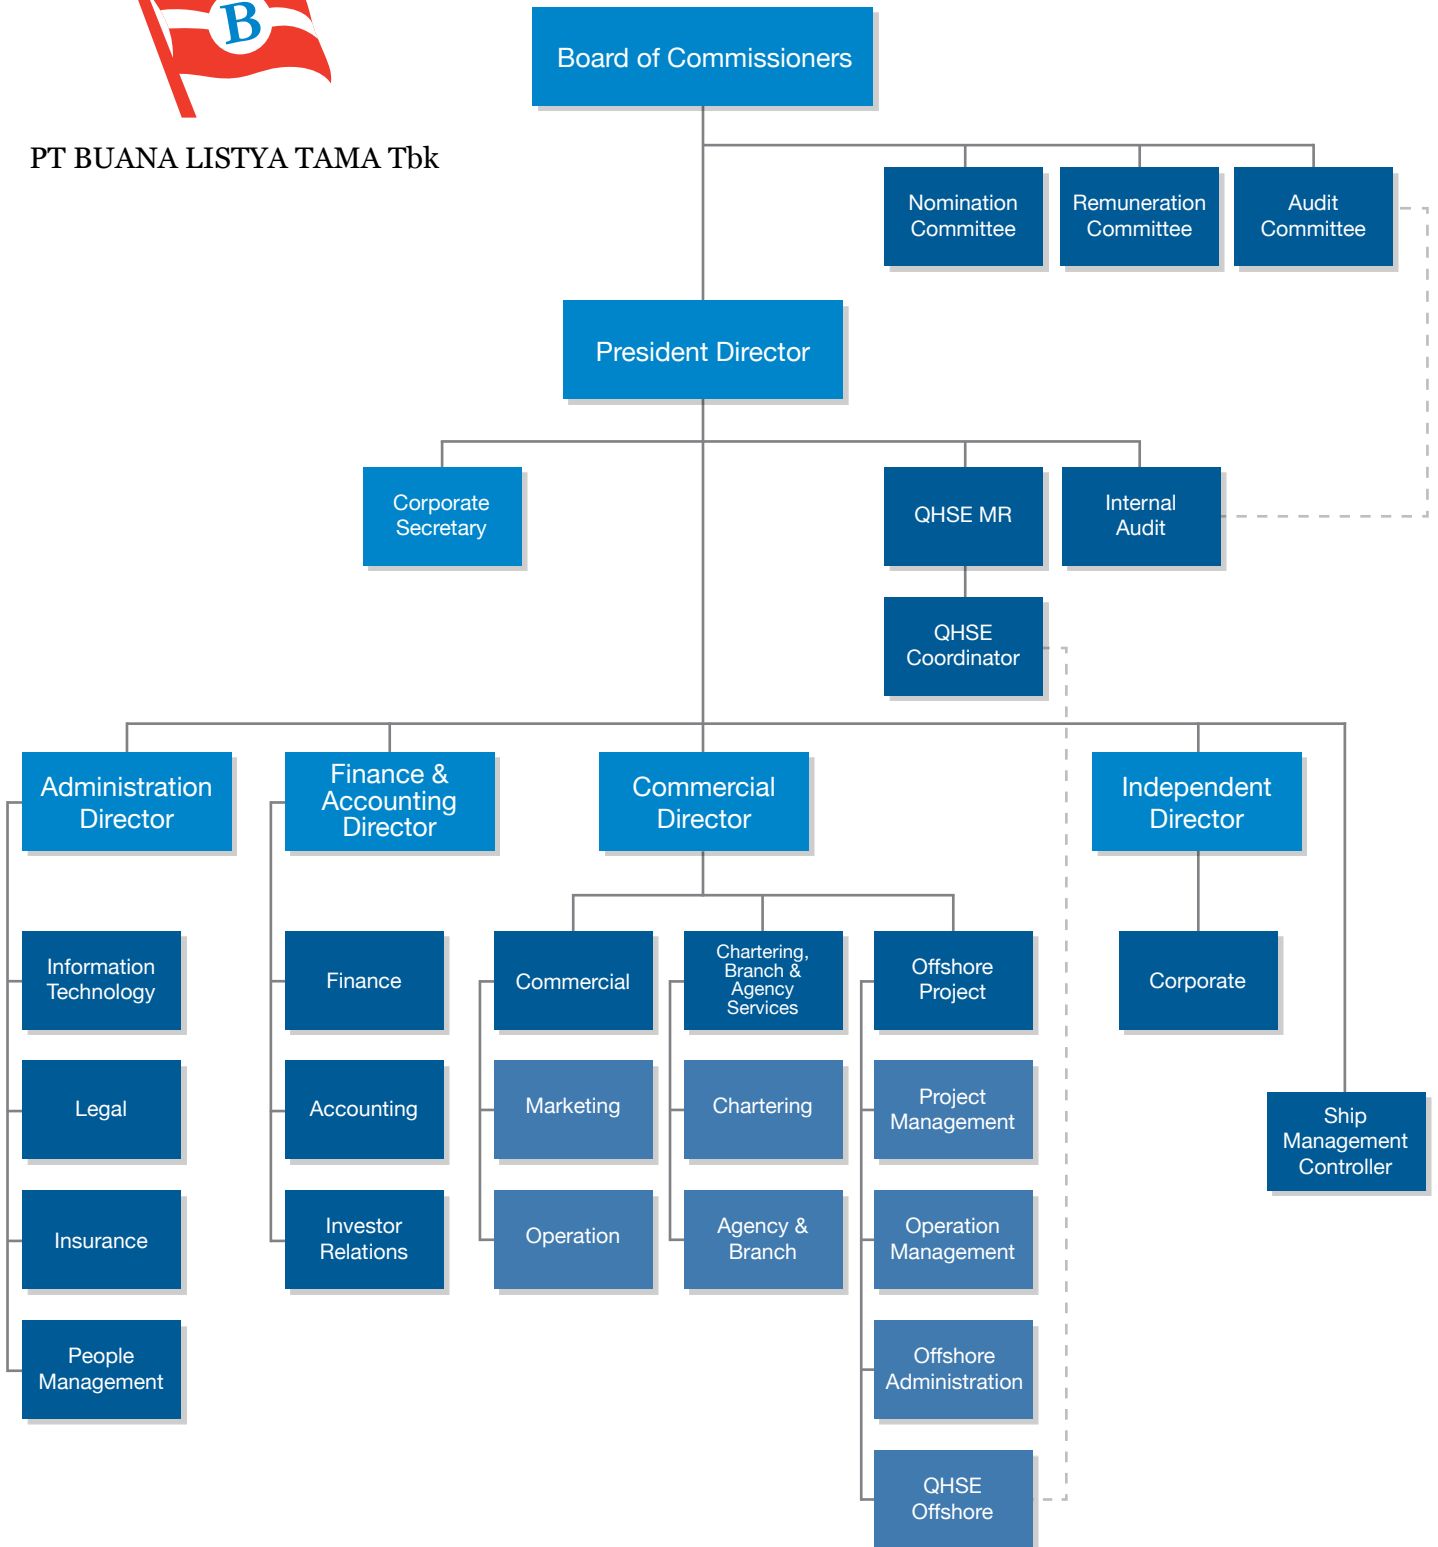 B
PT BUANA LISTYA TAMA Tbk
Board of Commissioners
Nomination
Committee
Remuneration
Committee
Audit
Committee
President Director
Corporate
Secretary
QHSE MR
Internal
Audit
QHSE
Coordinator
Administration
Director
Finance &
Accounting
Director
Commercial
Director
Independent
Director
Information
Technology
Finance
Commercial
Chartering,
Branch &
Agency
Services
Offshore
Project
Corporate
Legal
Accounting
Marketing
Chartering
Project
Management
Ship
Management
Controller
Insurance
Investor
Relations
Operation
Agency &
Branch
Operation
Management
People
Management
Offshore
Administration
QHSE
Offshore